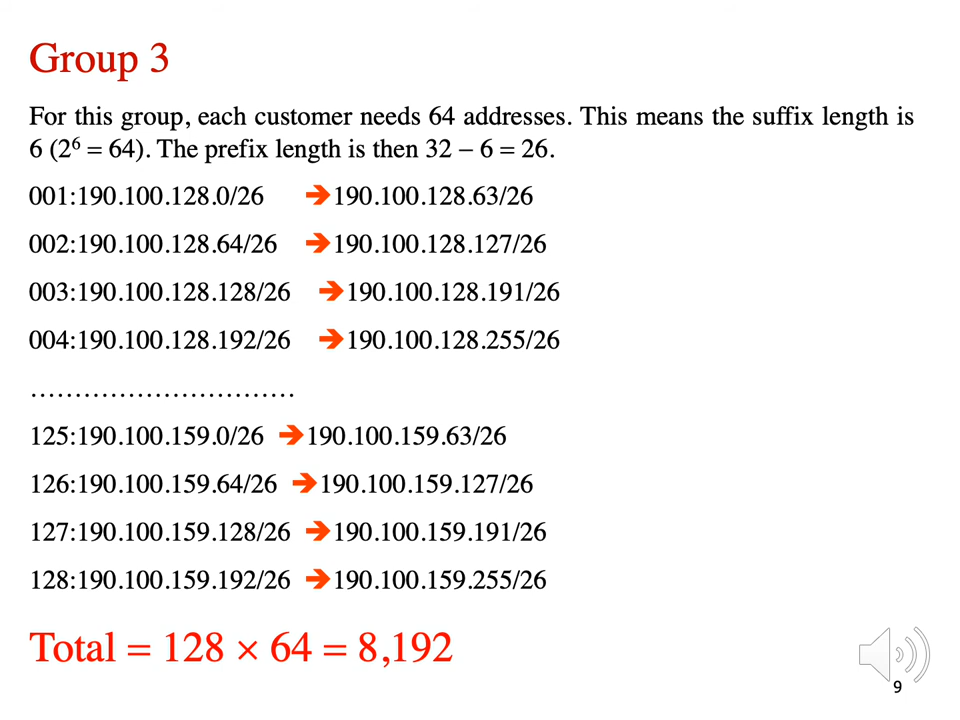 Group 3
For this group, each customer needs 64 addresses. This means the suffix length is
6 (2⁶ = 64). The prefix length is then 32 – 6 = 26.
001:190.100.128.0/26 ➔190.100.128.63/26
002:190.100.128.64/26 ➔190.100.128.127/26
003:190.100.128.128/26 ➔190.100.128.191/26
004:190.100.128.192/26 ➔190.100.128.255/26
…………………………
125:190.100.159.0/26 ➔190.100.159.63/26
126:190.100.159.64/26 ➔190.100.159.127/26
127:190.100.159.128/26 ➔190.100.159.191/26
128:190.100.159.192/26 ➔190.100.159.255/26
Total = 128 × 64 = 8,192
9